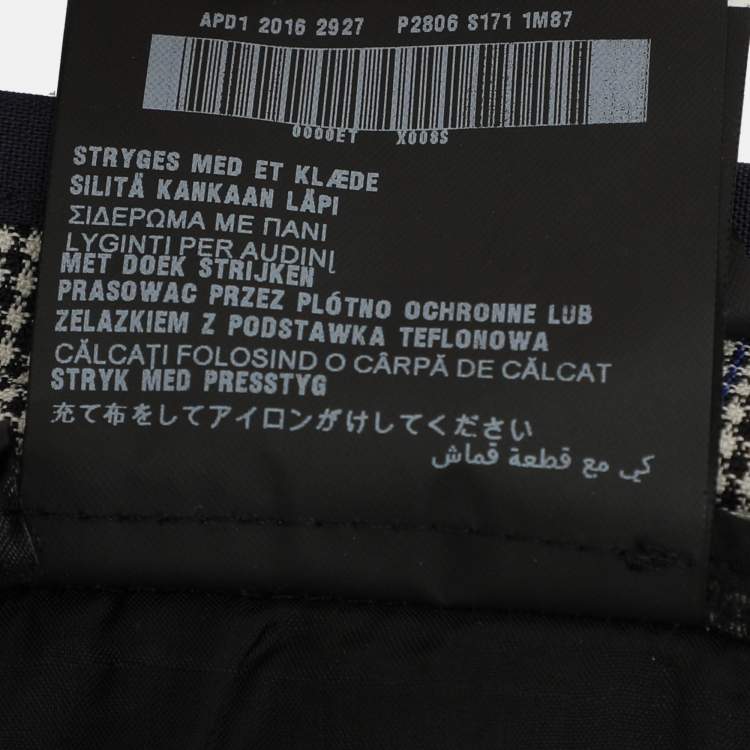 APD1 2016 2927 P2806 S171 1M87
0000ET X008S
STRYGES MED ET KLÆDE
SILITÄ KANKAAN LÄPI
ΣΙΔΕΡΩΜΑ ΜΕ ΠΑΝΙ
LYGINTI PER AUDINĮ
MET DOEK STRIJKEN
PRASOWAC PRZEZ PLÓTNO OCHRONNE LUB
ZELAZKIEM Z PODSTAWKA TEFLONOWA
CĂLCAȚI FOLOSIND O CÂRPĂ DE CĂLCAT
STRYK MED PRESSTYG
充て布をしてアイロンがけしてください
كي مع قطعة قماش